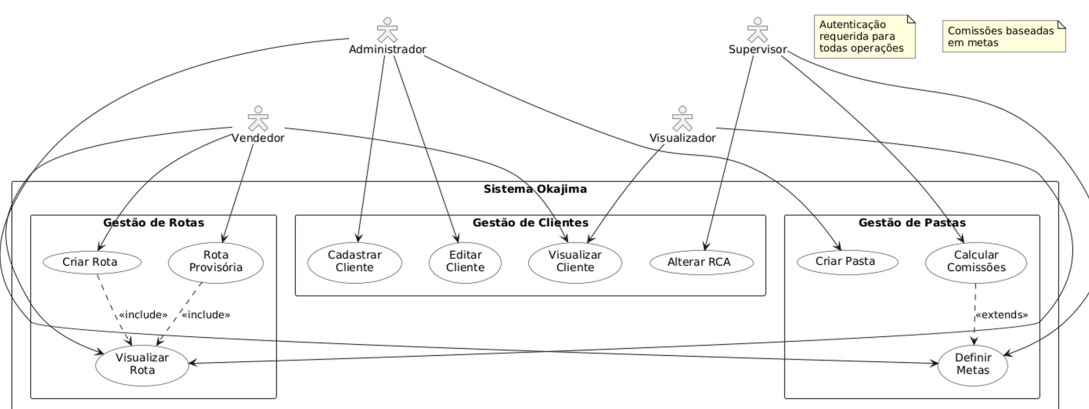 Administrador
Supervisor
Autenticação
requerida para
todas operações
Comissões baseadas
em metas
Vendedor
Visualizador
Sistema Okajima
Gestão de Rotas
Gestão de Clientes
Gestão de Pastas
Criar Rota
Rota
Provisória
Cadastrar
Cliente
Editar
Cliente
Visualizar
Cliente
Alterar RCA
Criar Pasta
Calcular
Comissões
«include»
«include»
«extends»
Visualizar
Rota
Definir
Metas